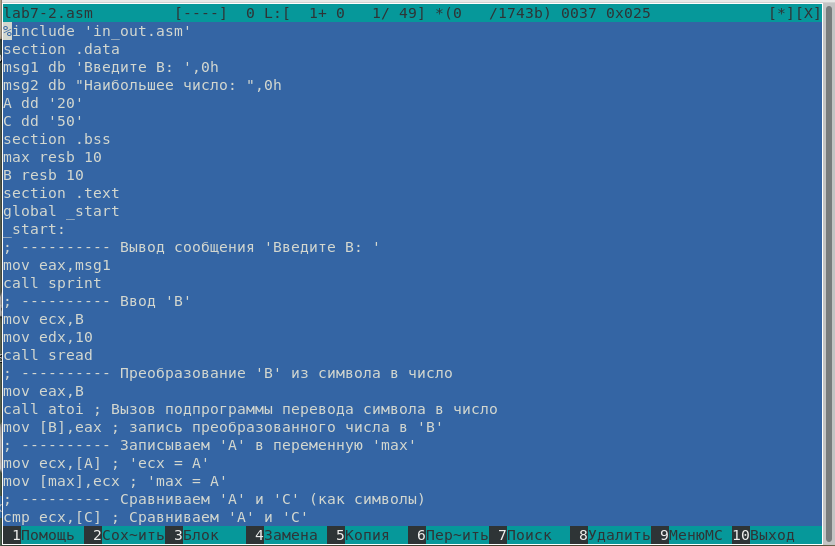 lab7-2.asm [----] 0 L:[ 1+ 0 1/ 49] *(0 /1743b) 0037 0x025 [*][X]
%include 'in_out.asm'
section .data
msg1 db 'Введите B: ',0h
msg2 db "Наибольшее число: ",0h
A dd '20'
C dd '50'
section .bss
max resb 10
B resb 10
section .text
global _start
_start:
; ---------- Вывод сообщения 'Введите B: '
mov eax,msg1
call sprint
; ---------- Ввод 'B'
mov ecx,B
mov edx,10
call sread
; ---------- Преобразование 'B' из символа в число
mov eax,B
call atoi ; Вызов подпрограммы перевода символа в число
mov [B],eax ; запись преобразованного числа в 'B'
; ---------- Записываем 'A' в переменную 'max'
mov ecx,[A] ; 'ecx = A'
mov [max],ecx ; 'max = A'
; ---------- Сравниваем 'A' и 'С' (как символы)
cmp ecx,[C] ; Сравниваем 'A' и 'С'
1Помощь 2Сох~ить 3Блок 4Замена 5Копия 6Пер~ить 7Поиск 8Удалить 9МенюMC 10Выход